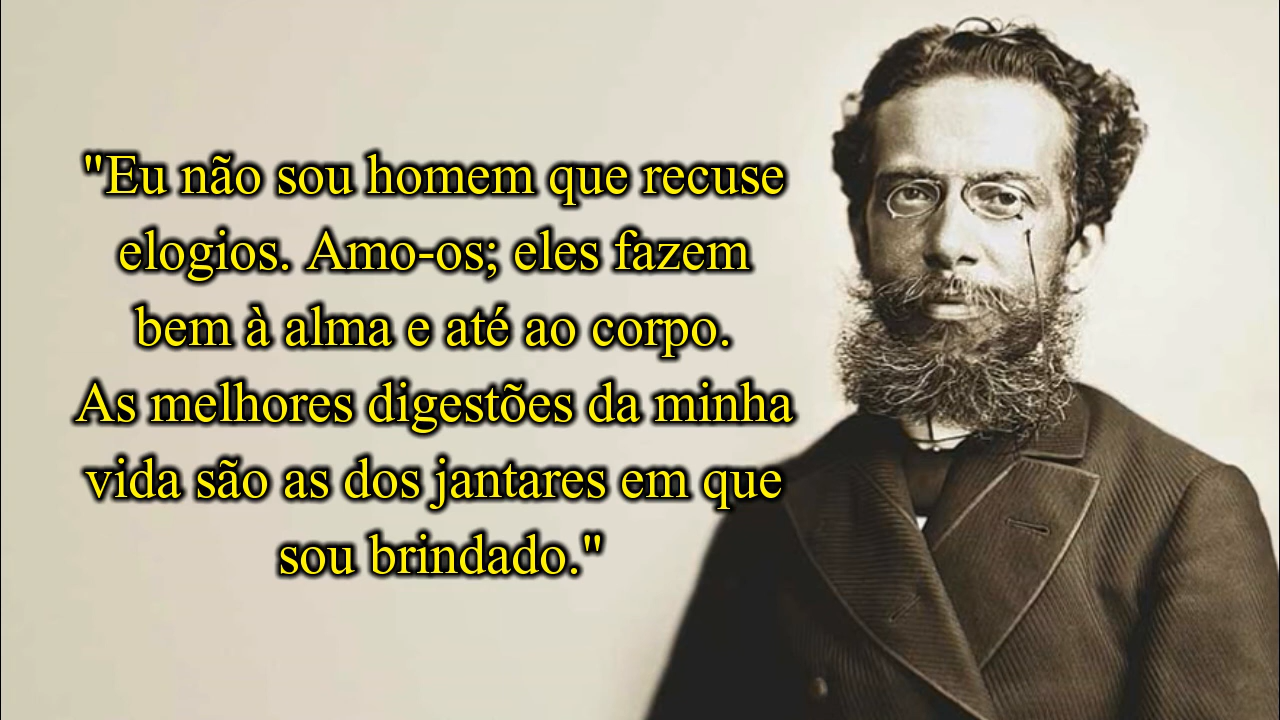 "Eu não sou homem que recuse
elogios. Amo-os; eles fazem
bem à alma e até ao corpo.
As melhores digestões da minha
vida são as dos jantares em que
sou brindado."